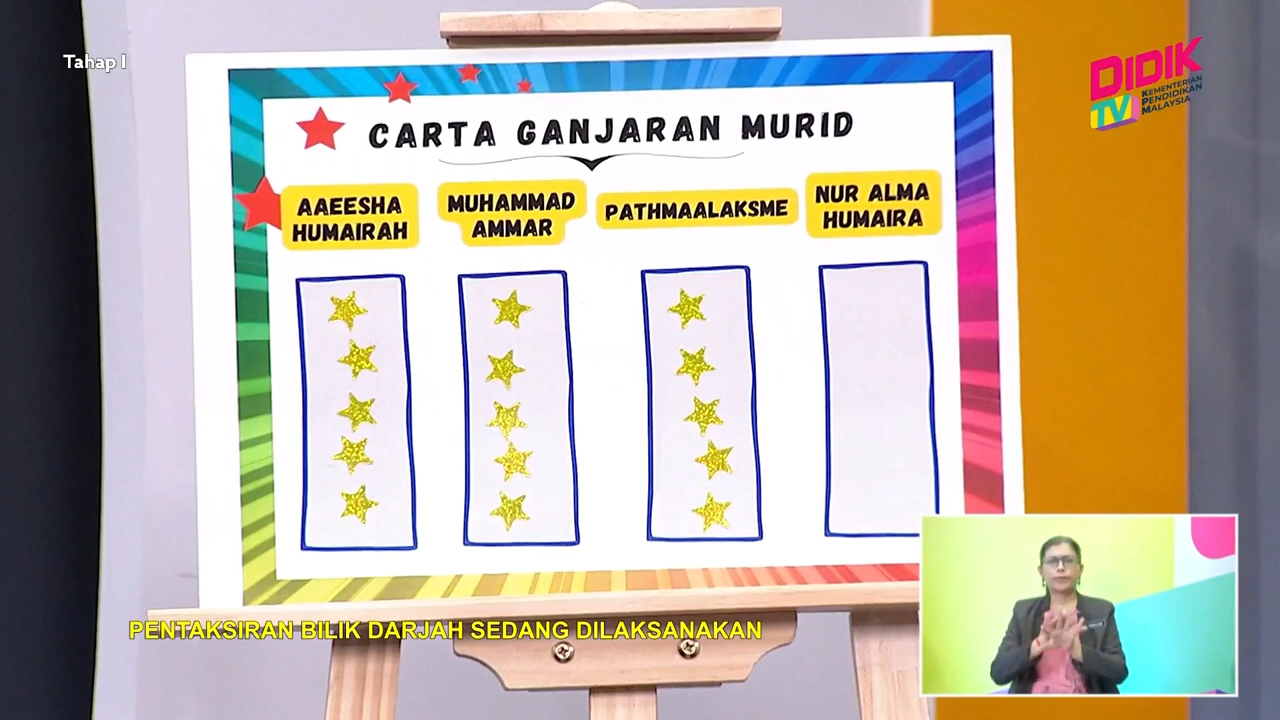 Tahap I
DIDIK
TV
KEMENTERIAN
PENDIDIKAN
MALAYSIA
CARTA GANJARAN MURID
AAEESHA
HUMAIRAH
MUHAMMAD
AMMAR
PATHMAALAKSME
NUR ALMA
HUMAIRA
PENTAKSIRAN BILIK DARJAH SEDANG DILAKSANAKAN